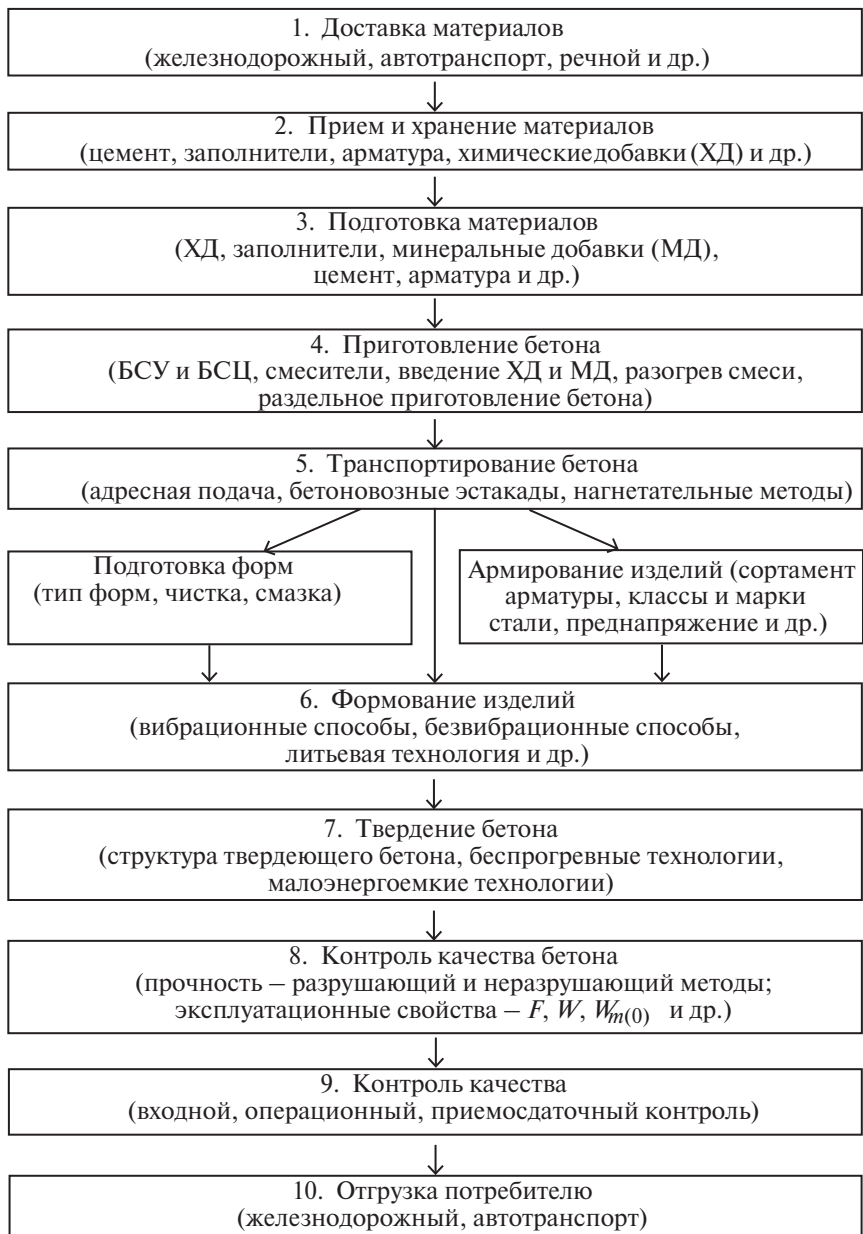 1. Доставка материалов
(железнодорожный, автотранспорт, речной и др.)
2. Прием и хранение материалов
(цемент, заполнители, арматура, химические добавки (ХД) и др.)
3. Подготовка материалов
(ХД, заполнители, минеральные добавки (МД),
цемент, арматура и др.)
4. Приготовление бетона
(БСУ и БСЦ, смесители, введение ХД и МД, разогрев смеси,
раздельное приготовление бетона)
5. Транспортирование бетона
(адресная подача, бетоновозные эстакады, нагнетательные методы)
Подготовка форм
(тип форм, чистка, смазка)
Армирование изделий (сортамент
арматуры, классы и марки
стали, преднапряжение и др.)
6. Формование изделий
(вибрационные способы, безвибрационные способы,
литьевая технология и др.)
7. Твердение бетона
(структура твердеющего бетона, беспрогревные технологии,
малоэнергоемкие технологии)
8. Контроль качества бетона
(прочность – разрушающий и неразрушающий методы;
эксплуатационные свойства – F, W, Wm(0) и др.)
9. Контроль качества
(входной, операционный, приемосдаточный контроль)
10. Отгрузка потребителю
(железнодорожный, автотранспорт)